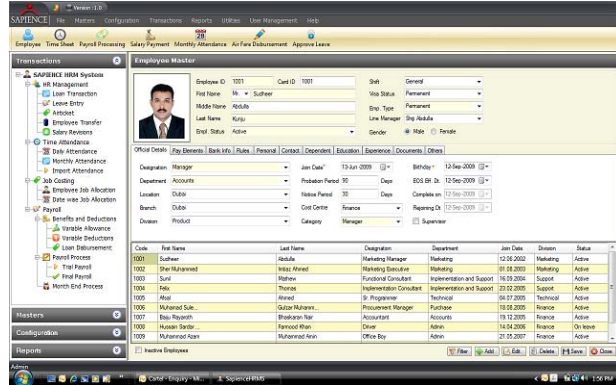 Version :1.0
SAPIENCE File Masters Configuration Transactions Reports Utilities User Management Help
Employee Time Sheet Payroll Processing Salary Payment Monthly Attendance Air Fare Disbursement Approve Leave
Transactions
Employee Master
SAPIENCE HRM System
HR Management
Loan Transaction
Leave Entry
Airticket
Employee Transfer
Salary Revisions
Time Attendance
Daily Attendance
Monthly Attendance
Import Attendance
Job Costing
Employee Job Allocation
Date wise Job Allocation
Payroll
Benefits and Deductions
Variable Allowance
Variable Deductions
Loan Disbursement
Payroll Process
Trial Payroll
Final Payroll
Month End Process
Masters
Configuration
Reports
Employee ID 1001 Card ID 1001 Shift General
First Name Mr. Sudheer Visa Status Permanent
Middle Name Abdulla Emp. Type Permanent
Last Name Kunju Line Manager Shiji Abdulla
Empl. Status Active Gender Male Female
Official Details Pay Elements Bank Info Rules Personal Contact Dependent Education Experience Documents Others
Designation Manager Join Date* 13-Jun-2009 Birthday* 12-Sep-2009
Department Accounts Probation Period 90 Days EOS Eff. Dt. 12-Sep-2009
Location Dubai Notice Period 30 Days Complete on 12-Sep-2009
Branch Dubai Cost Centre Finance Rejoining Dt 12-Sep-2009
Division Product Category Manager Supervisor
Code First Name Last Name Designation Department Join Date Division Status
1001 Sudheer Abdulla Marketing Manager Marketing 12.06.2002 Marketing Active
1002 Sher Muhammed Imtiaz Ahmed Marketing Executive Marketing 01.08.2003 Marketing Active
1003 Sunil Mathew Functional Consultant Implementation and Support 16.09.2004 Support Active
1004 Felix Thomas Implementation Consultant Implementation and Support 23.02.2005 Support Active
1005 Afsal Ahmed Sr. Programmer Technical 04.07.2005 Technical Active
1006 Muhamed Sule... Gulzar Muhamm... Procurement Manager Purchase 18.08.2005 Finance Active
1007 Baiju Rayaroth Bhaskaran Nair Accountant Accounts 19.12.2005 Finance Active
1008 Hussain Sardar... Farmood Khan Driver Admin 14.04.2006 Finance On leave
1009 Muhammad Azam Muhammad Amin Office Boy Admin 21.05.2007 Finance Active
Inactive Employees Filter Add Edit Delete Save Close
Admin
Cartel - Enquiry - Mi... SapienceHRMS 1:56 PM